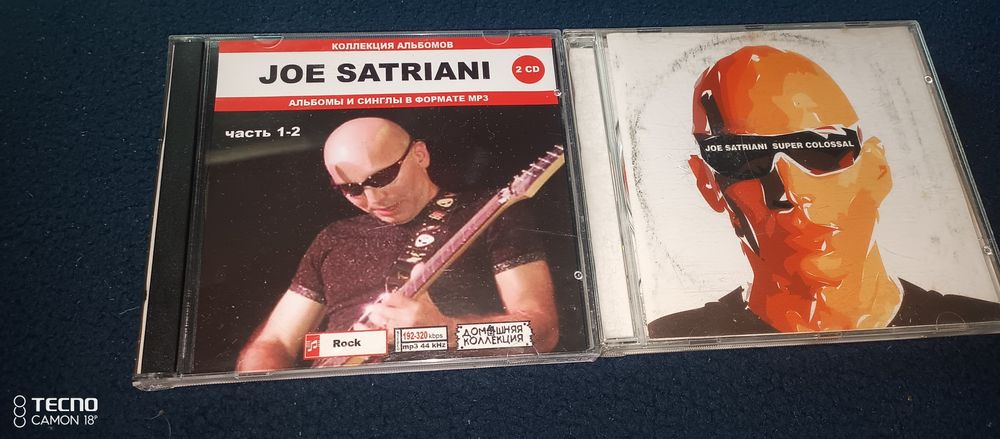 КОЛЛЕКЦИЯ АЛЬБОМОВ
JOE SATRIANI
2 CD
АЛЬБОМЫ И СИНГЛЫ В ФОРМАТЕ MP3
часть 1-2
Rock
192-320 kbps
mp3 44 KHz
ДОМАШНЯЯ
КОЛЛЕКЦИЯ
JOE SATRIANI SUPER COLOSSAL
TECNO
CAMON 18P